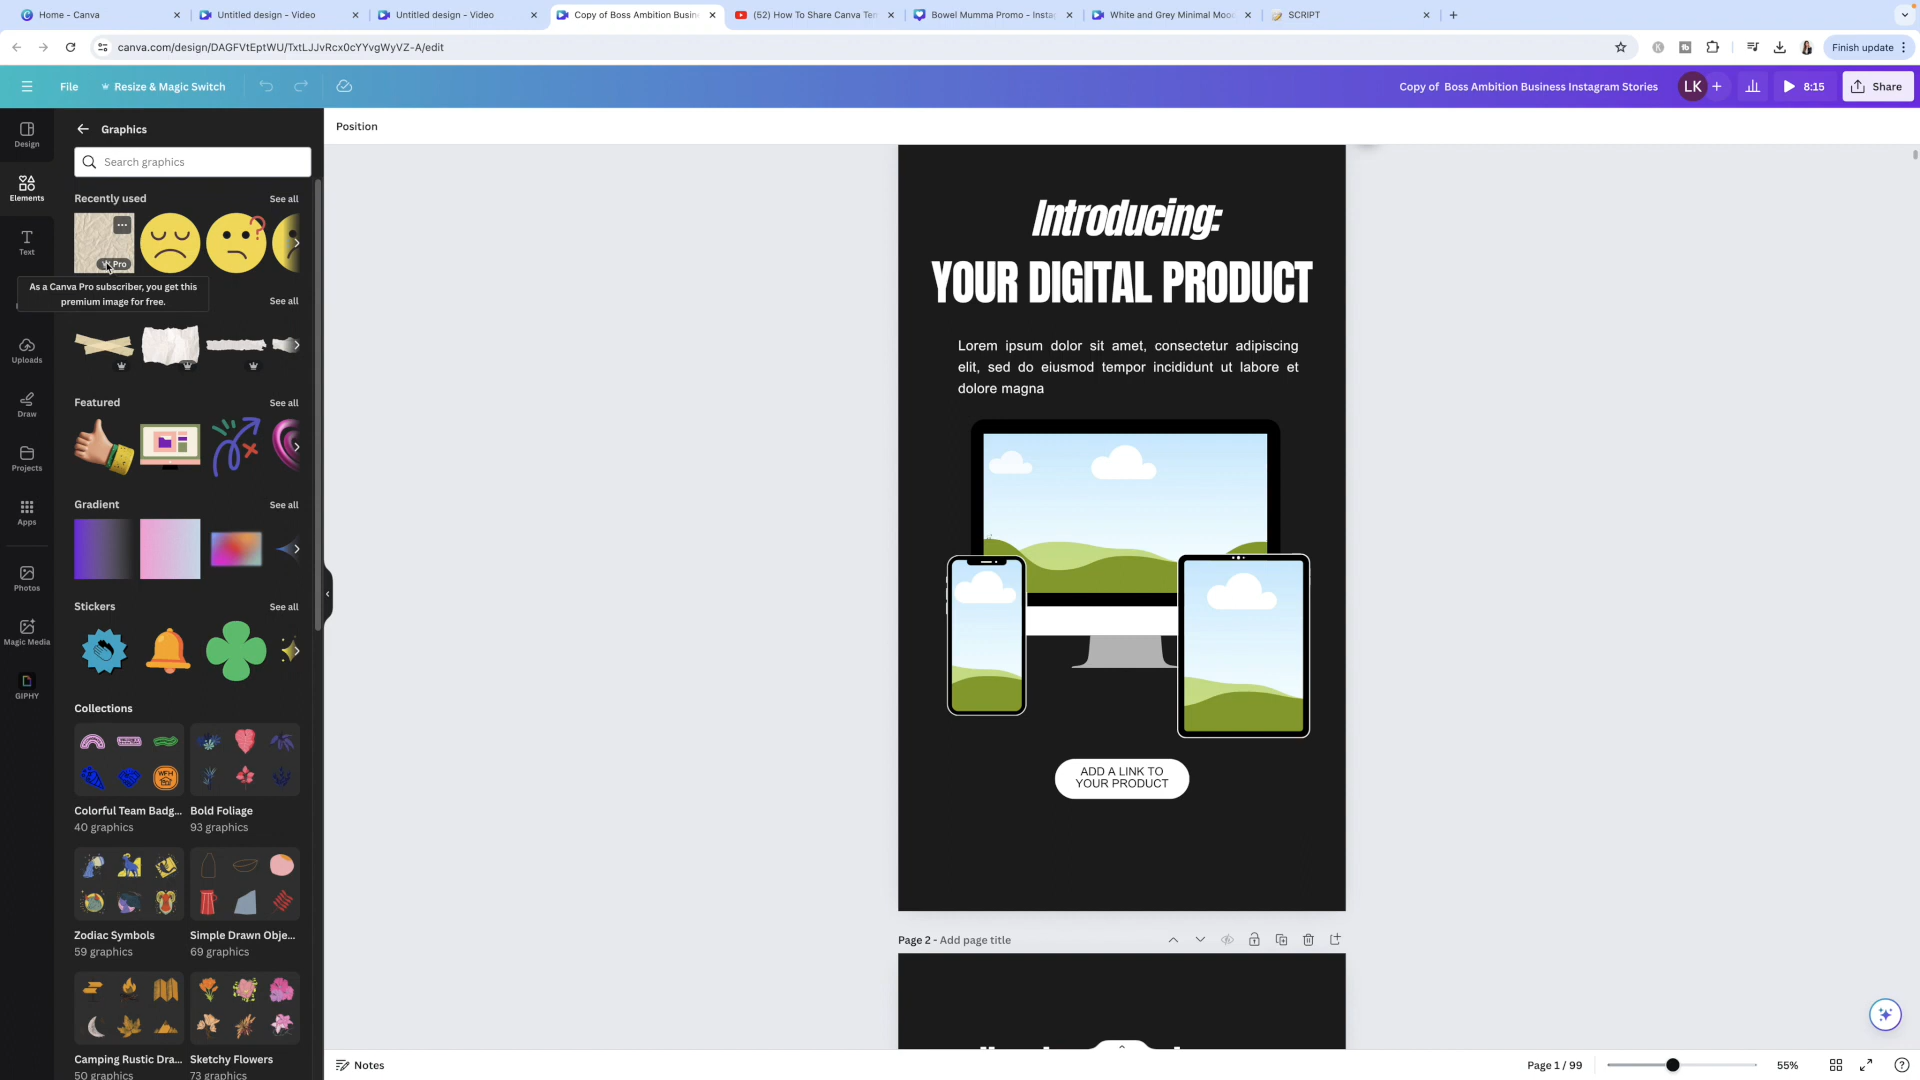 Home - Canva
Untitled design - Video
Untitled design - Video
Copy of Boss Ambition Busin
(52) How To Share Canva Ten
Bowel Mumma Promo - Insta
White and Grey Minimal Moo
SCRIPT
canva.com/design/DAGFVtEptWU/TxtLJJvRcx0cYYvgWyVZ-A/edit
Finish update
File
Resize & Magic Switch
Copy of Boss Ambition Business Instagram Stories
LK
8:15
Share
Design
Elements
Text
Uploads
Draw
Projects
Apps
Photos
Magic Media
GIPHY
Graphics
Search graphics
Recently used
See all
Pro
As a Canva Pro subscriber, you get this
premium image for free.
See all
Featured
See all
Gradient
See all
Stickers
See all
Collections
Colorful Team Badg...
40 graphics
Bold Foliage
93 graphics
Zodiac Symbols
59 graphics
Simple Drawn Obje...
69 graphics
Camping Rustic Dra...
50 graphics
Sketchy Flowers
73 graphics
Position
Introducing:
YOUR DIGITAL PRODUCT
Lorem ipsum dolor sit amet, consectetur adipiscing
elit, sed do eiusmod tempor incididunt ut labore et
dolore magna
ADD A LINK TO
YOUR PRODUCT
Page 2 - Add page title
Notes
Page 1 / 99
55%